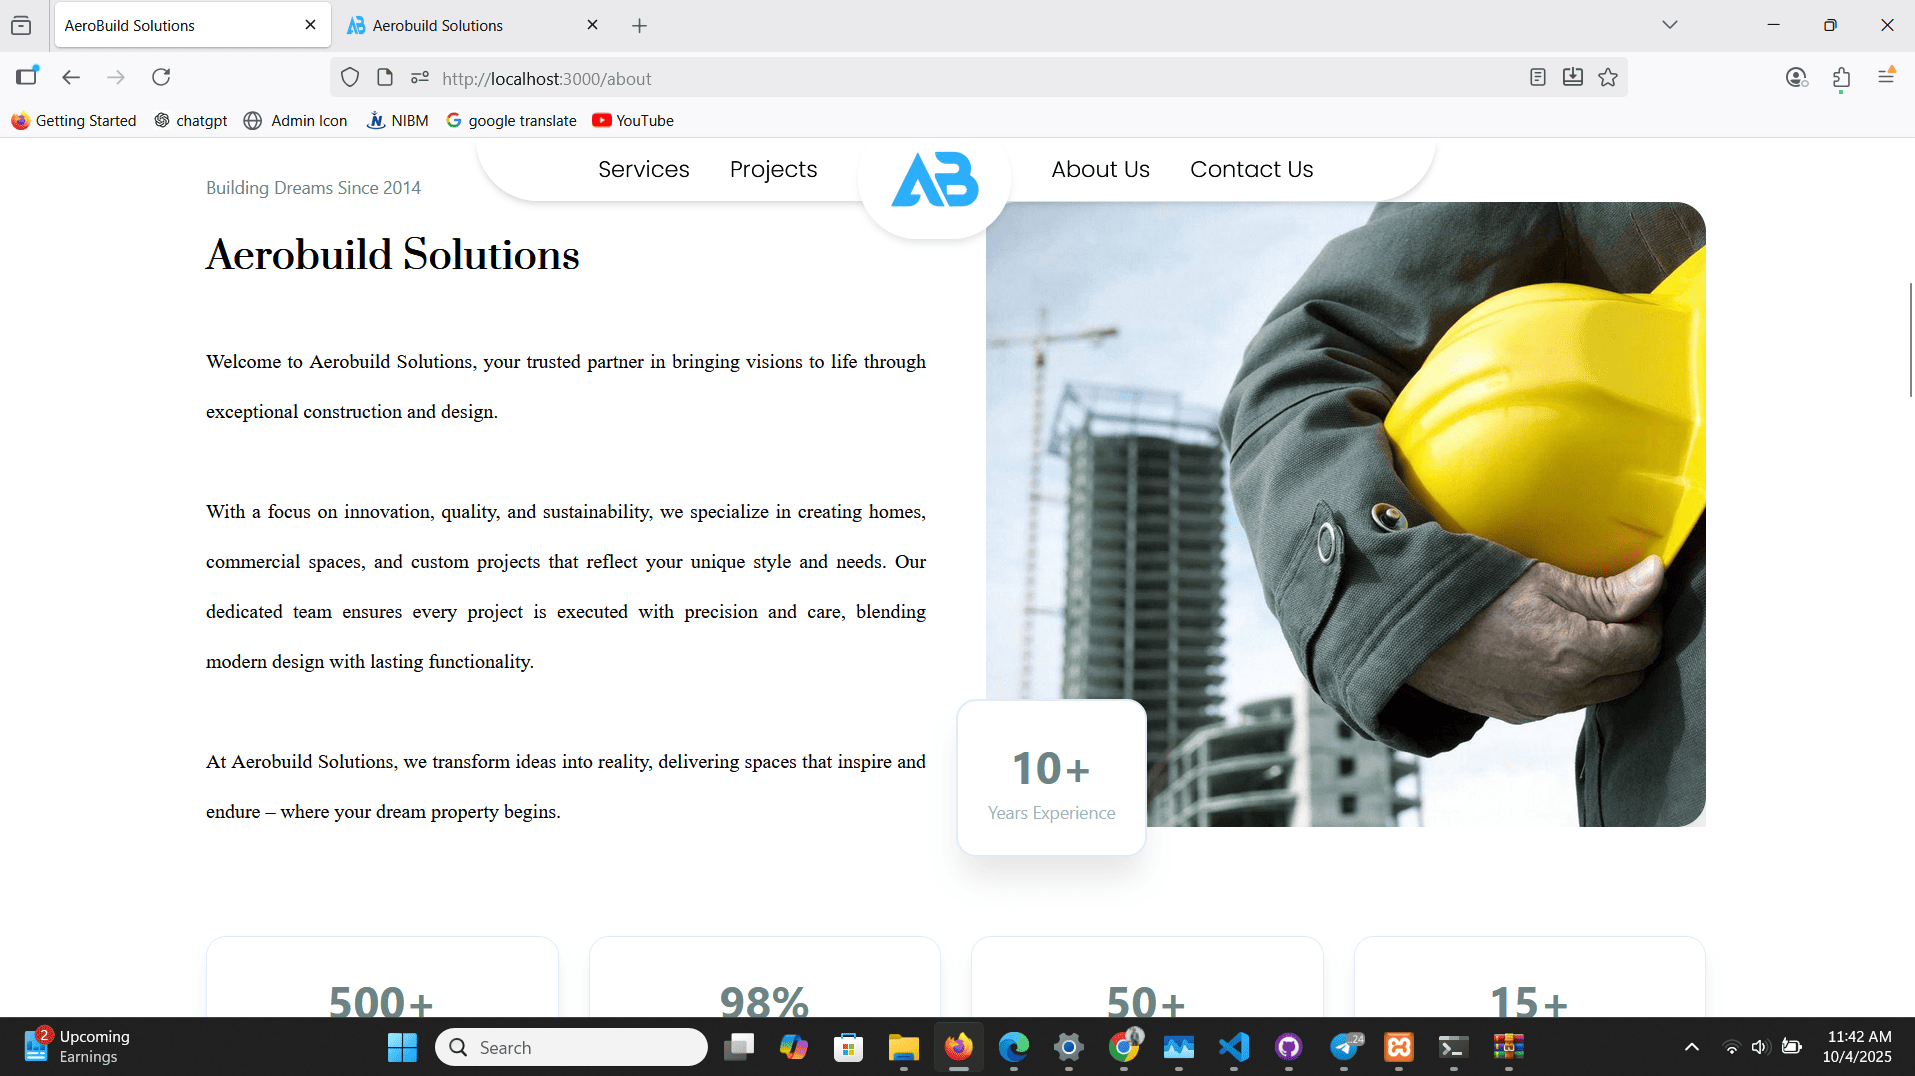 AeroBuild Solutions
Aerobuild Solutions
http://localhost:3000/about
Getting Started
chatgpt
Admin Icon
NIBM
google translate
YouTube
Services
Projects
AB
About Us
Contact Us
Building Dreams Since 2014
Aerobuild Solutions
Welcome to Aerobuild Solutions, your trusted partner in bringing visions to life through
exceptional construction and design.
With a focus on innovation, quality, and sustainability, we specialize in creating homes,
commercial spaces, and custom projects that reflect your unique style and needs. Our
dedicated team ensures every project is executed with precision and care, blending
modern design with lasting functionality.
At Aerobuild Solutions, we transform ideas into reality, delivering spaces that inspire and
endure – where your dream property begins.
10+
Years Experience
500+
98%
50+
15+
2
Upcoming
Earnings
Search
24
11:42 AM
10/4/2025